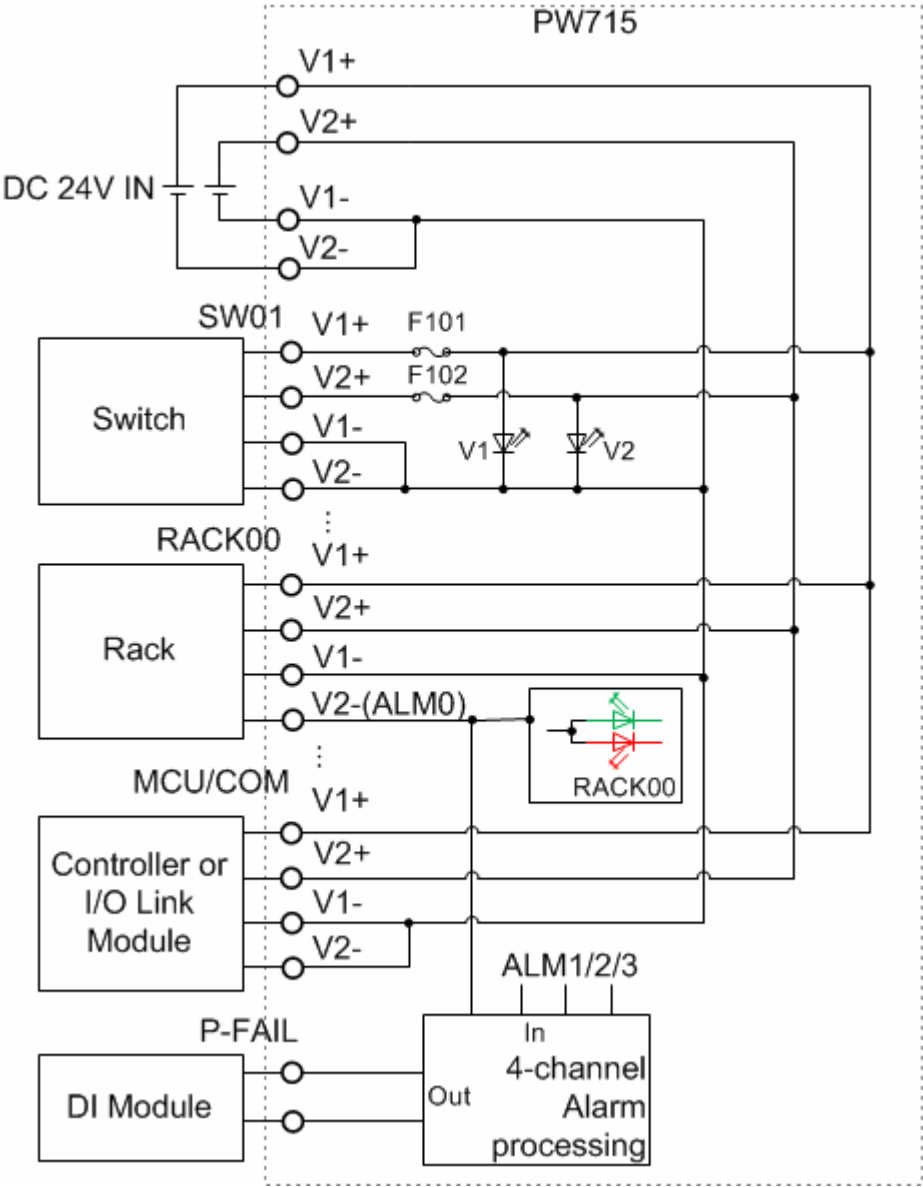 PW715
V1+
V2+
DC 24V IN
V1-
V2-
SW01
V1+
F101
V2+
F102
Switch
V1-
V1
V2
V2-
RACK00
V1+
V2+
Rack
V1-
V2-(ALM0)
RACK00
MCU/COM
V1+
V2+
Controller or
I/O Link
Module
V1-
V2-
ALM1/2/3
P-FAIL
In
4-channel
Alarm
processing
Out
DI Module